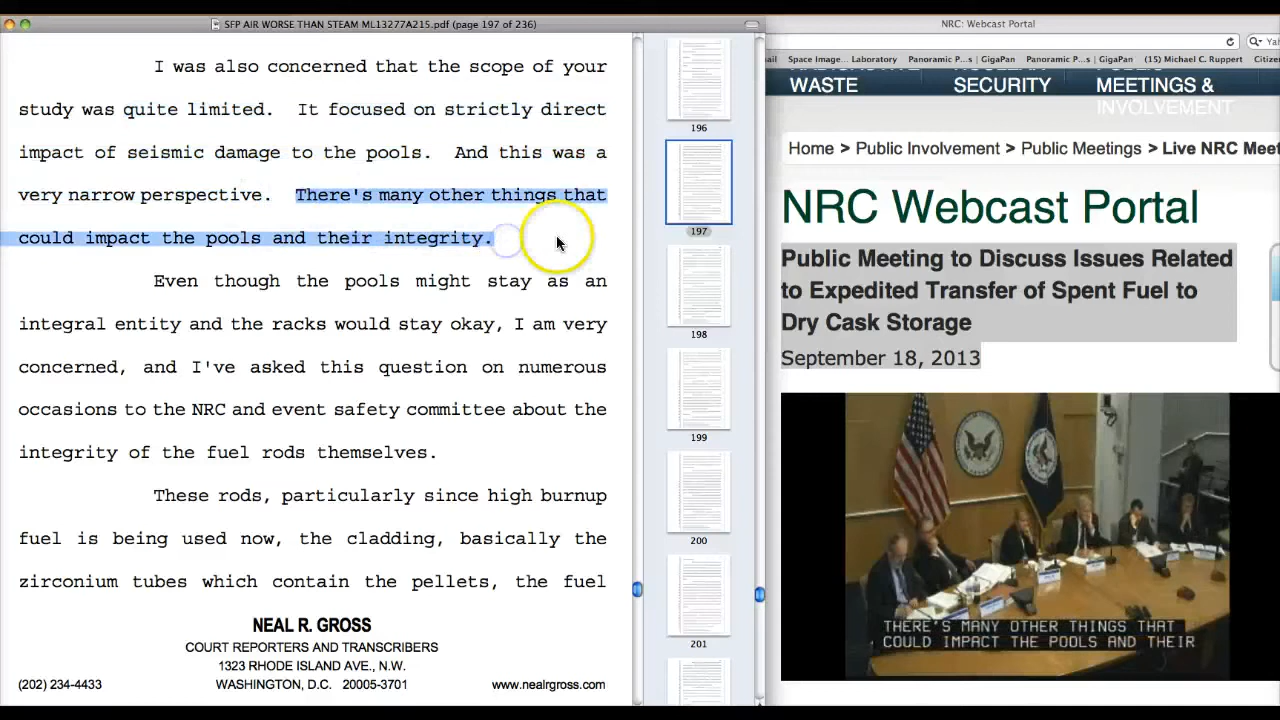 SFP AIR WORSE THAN STEAM ML13277A215.pdf (page 197 of 236)
I was also concerned that the scope of your
study was quite limited. It focused on strictly direct
impact of seismic damage to the pools. And this was a
very narrow perspective. There's many other things that
could impact the pools and their integrity.
Even though the pools might stay as an
integral entity and the racks would stay okay, I am very
concerned, and I've asked this question on numerous
occasions to the NRC and event safety committee about the
integrity of the fuel rods themselves.
These rods, particularly since high burnup
fuel is being used now, the cladding, basically the
zirconium tubes which contain the pellets, the fuel
NEAL R. GROSS
COURT REPORTERS AND TRANSCRIBERS
1323 RHODE ISLAND AVE., N.W.
02) 234-4433 WASHINGTON, D.C. 20005-3701 www.nealrgross.com
196
197
198
199
200
201
NRC: Webcast Portal
mail Space Image... Laboratory Panoramic P...s | GigaPan Panoramic P...s | GigaPan (15) Michael C. Ruppert Citizen
WASTE SECURITY MEETINGS &
INVOLVEMENT
Home > Public Involvement > Public Meetings > Live NRC Meet
NRC Webcast Portal
Public Meeting to Discuss Issues Related
to Expedited Transfer of Spent Fuel to
Dry Cask Storage
September 18, 2013
THERE'S MANY OTHER THINGS THAT
COULD IMPACT THE POOLS AND THEIR